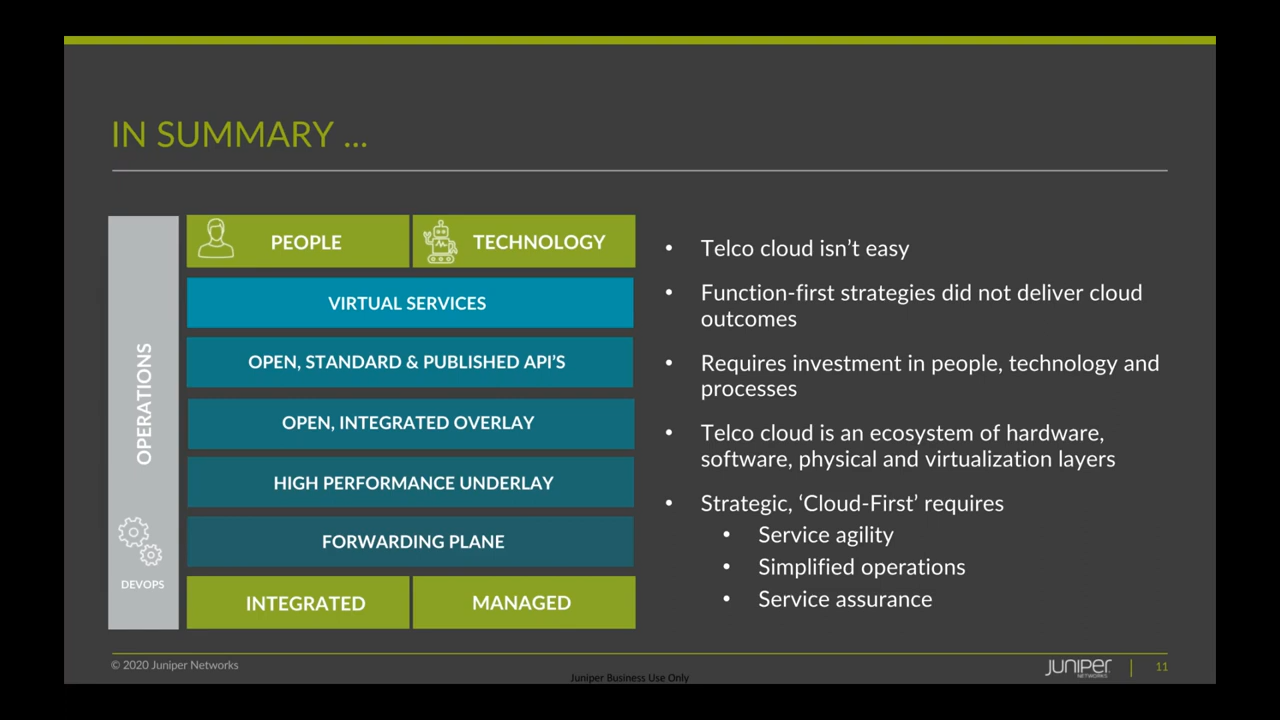 IN SUMMARY ...
OPERATIONS
DEVOPS
PEOPLE
TECHNOLOGY
VIRTUAL SERVICES
OPEN, STANDARD & PUBLISHED API'S
OPEN, INTEGRATED OVERLAY
HIGH PERFORMANCE UNDERLAY
FORWARDING PLANE
INTEGRATED
MANAGED
• Telco cloud isn't easy
• Function-first strategies did not deliver cloud
outcomes
• Requires investment in people, technology and
processes
• Telco cloud is an ecosystem of hardware,
software, physical and virtualization layers
• Strategic, ‘Cloud-First’ requires
• Service agility
• Simplified operations
• Service assurance
© 2020 Juniper Networks
Juniper Business Use Only
JUNIPER
NETWORKS
11